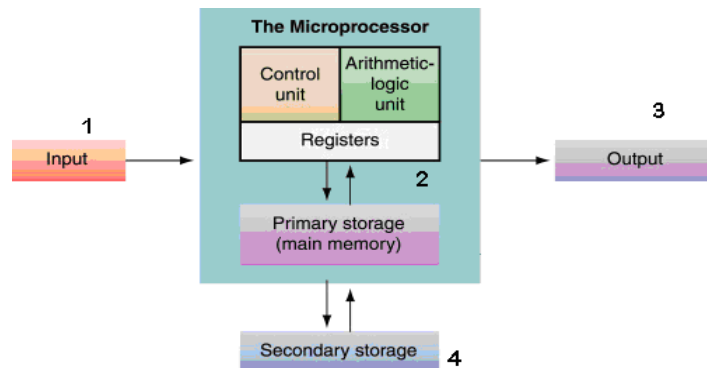 The Microprocessor
Control
unit
Arithmetic-
logic
unit
1
3
Input
Registers
Output
2
Primary storage
(main memory)
Secondary storage
4